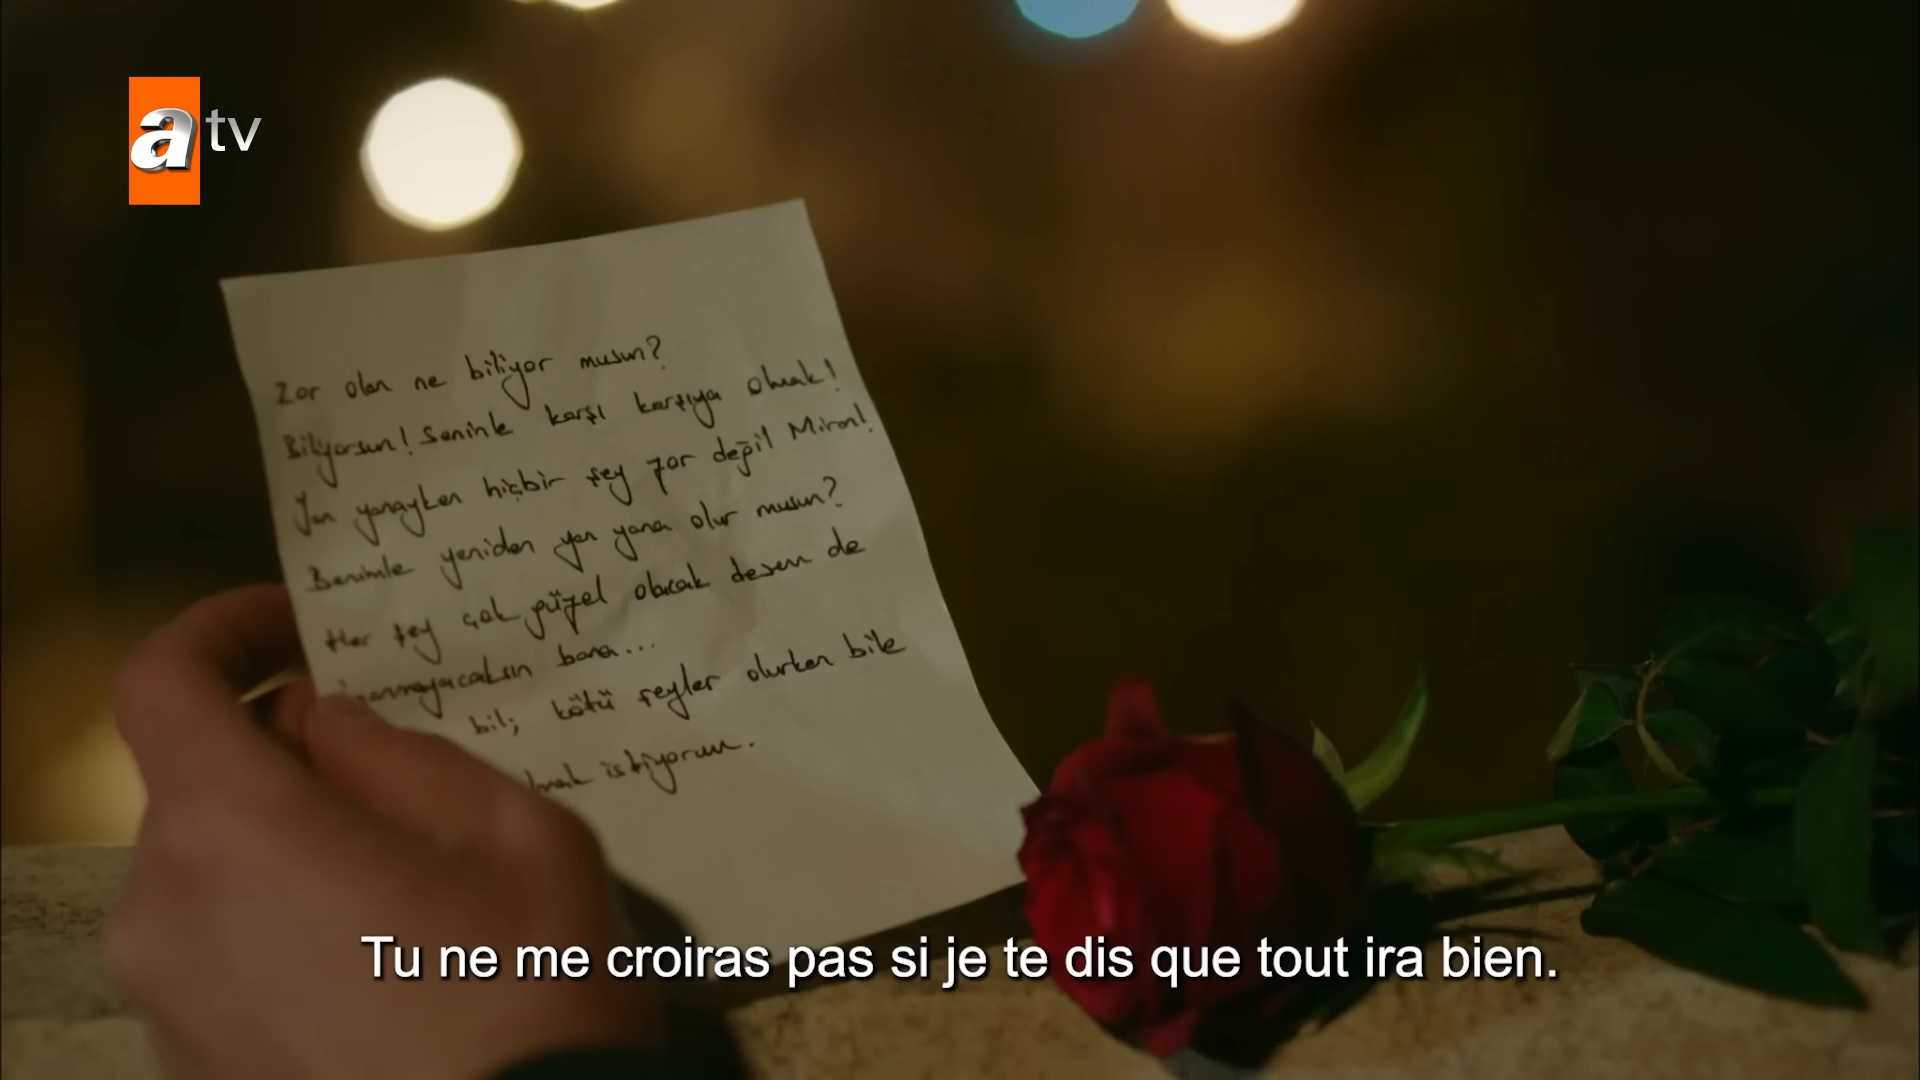 atv
Zor olan ne biliyor musun?
Biliyorsun! Seninle karşı karşıya olmak!
Yan yanayken hiçbir şey zor değil Miran!
Benimle yeniden yan yana olur musun?
Her şey çok güzel olacak desem de
inanmayacaksın bana...
bil; kötü şeyler olurken bile
istiyorum.
Tu ne me croiras pas si je te dis que tout ira bien.